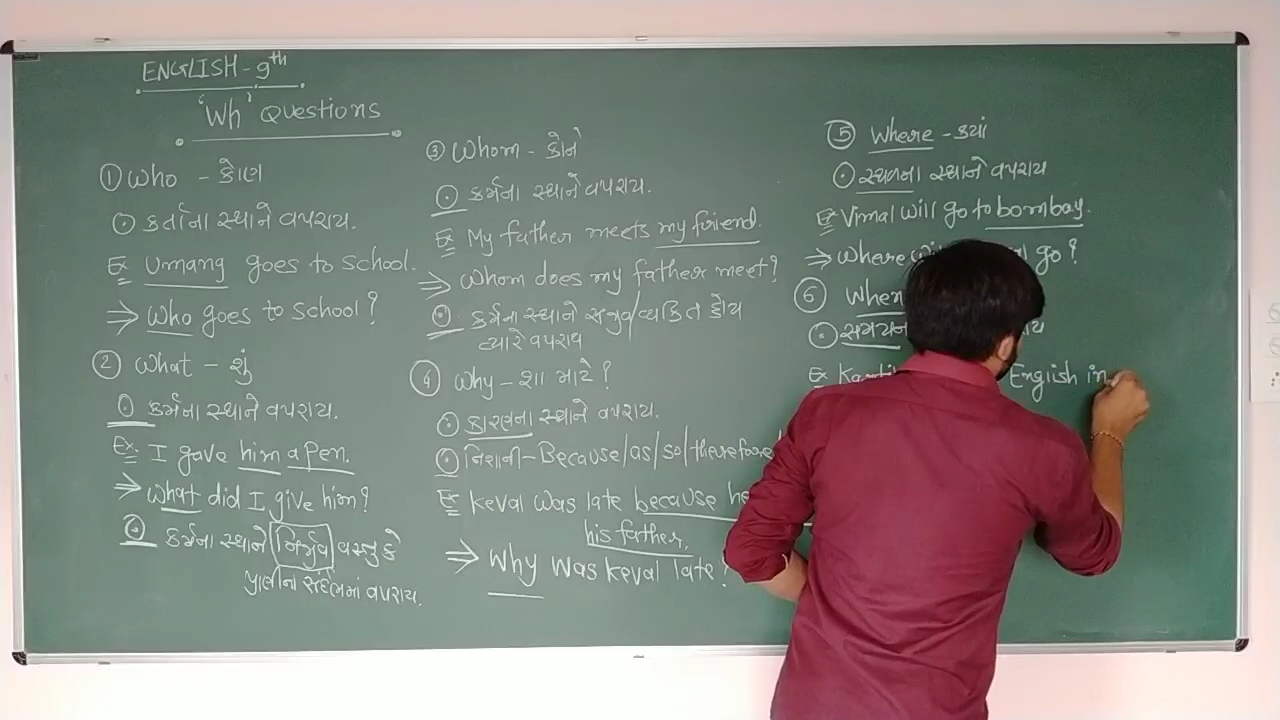 ENGLISH - 9th
'Wh' Questions
① Who - કોણ
કર્તાના સ્થાને વપરાય.
Ex Umang goes to school.
⇒ Who goes to school?
② What - શું
કર્મના સ્થાને વપરાય.
Ex I gave him a pen.
⇒ What did I give him?
કર્મના સ્થાને નિર્જીવ વસ્તુ કે
પ્રાણીના સંદર્ભમાં વપરાય.
③ Whom - કોને
કર્મના સ્થાને વપરાય.
Ex My father meets my friend.
⇒ Whom does my father meet?
કર્મના સ્થાને સજીવ/વ્યકિત હોય
ત્યારે વપરાય
④ Why - શા માટે?
કારણના સ્થાને વપરાય.
નિશાની - Because/as/so/therefore
Ex Keval was late because he
his father.
⇒ Why was Keval late?
⑤ Where - કયાં
સ્થળના સ્થાને વપરાય
Ex Vimal will go to bombay.
⇒ Where go?
⑥ When
Ex English in